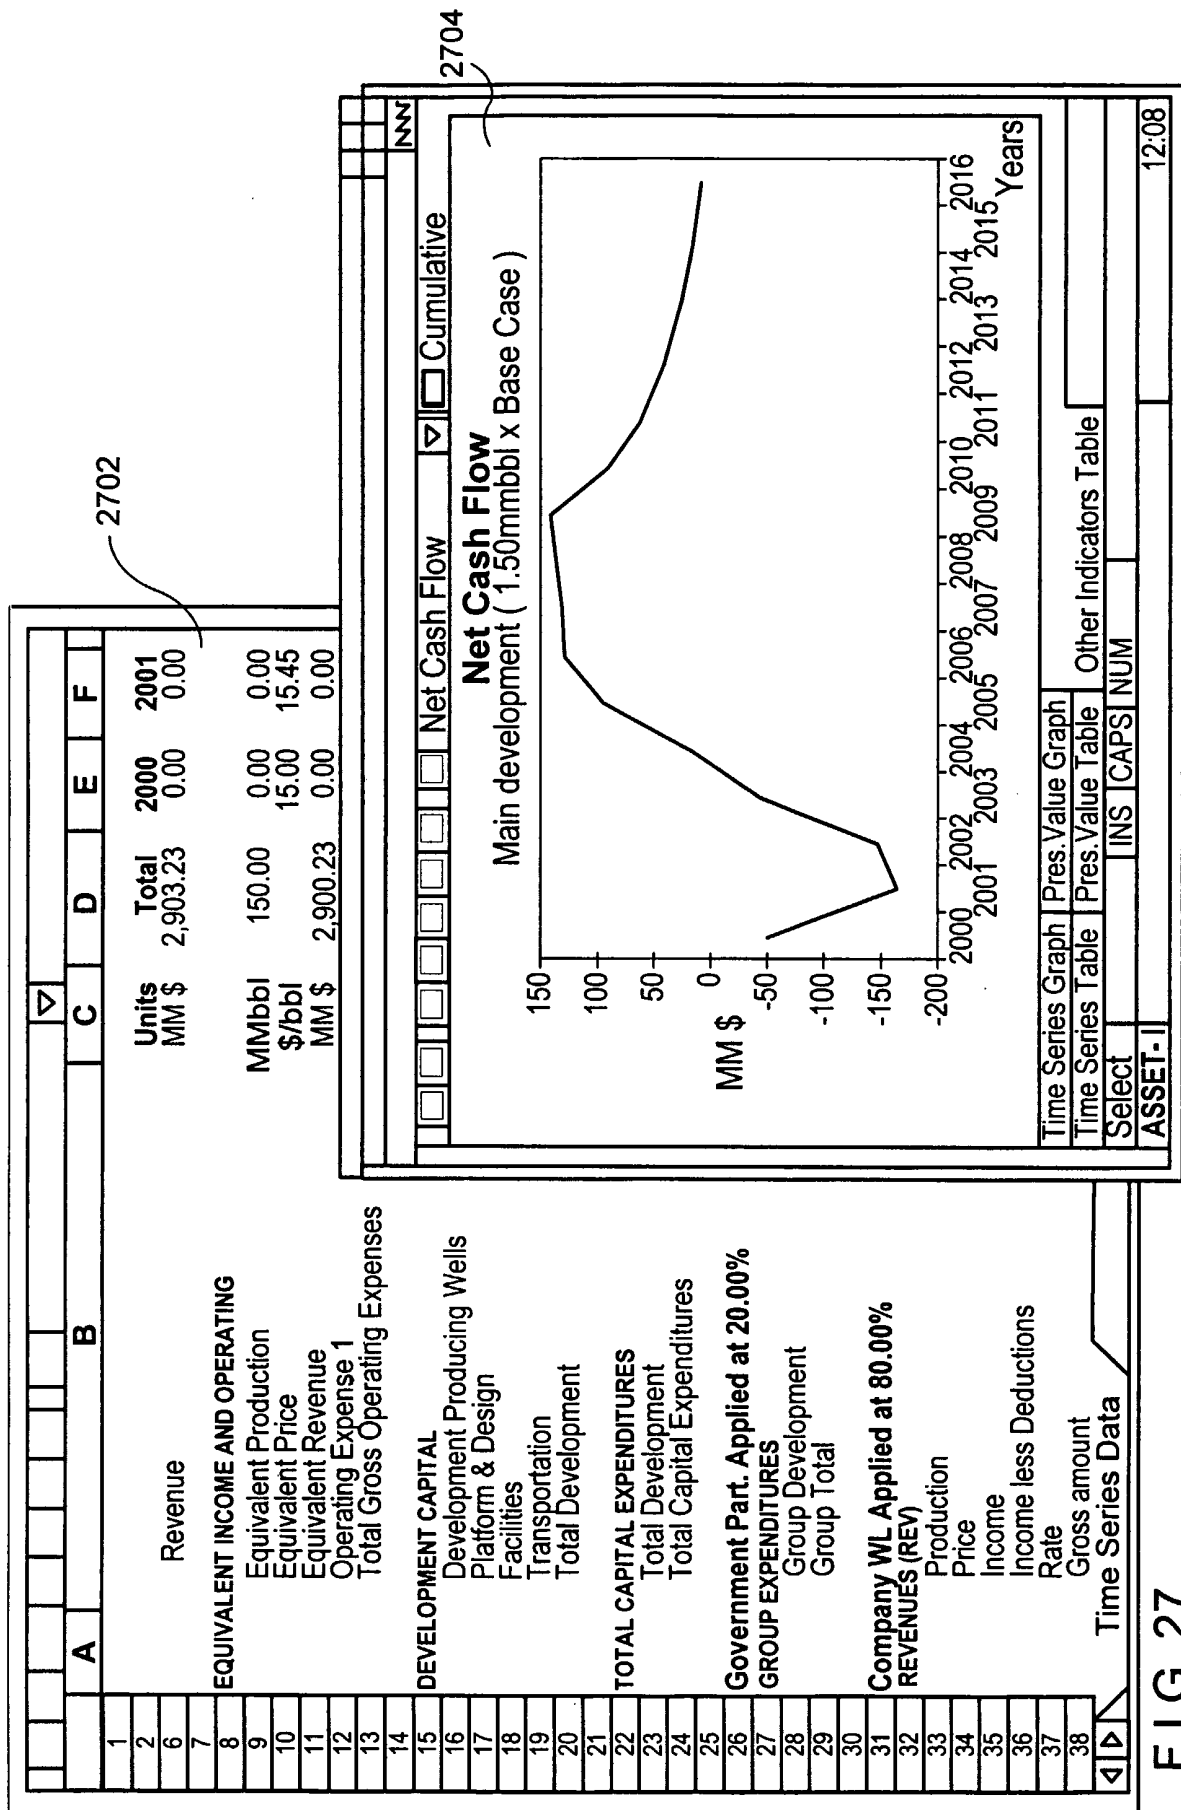 2702
2704
A B C D E F
1 Units Total 2000 2001
2 MM $ 2,903.23 0.00 0.00
6 Revenue
7
8 EQUIVALENT INCOME AND OPERATING
9 Equivalent Production MMbbl 150.00 0.00 0.00
10 Equivalent Price $/bbl 15.00 15.45
11 Equivalent Revenue MM $ 2,900.23 0.00 0.00
12 Operating Expense 1
13 Total Gross Operating Expenses
14
15 DEVELOPMENT CAPITAL
16 Development Producing Wells
17 Platform & Design
18 Facilities
19 Transportation
20 Total Development
21
22 TOTAL CAPITAL EXPENDITURES
23 Total Development
24 Total Capital Expenditures
25
26 Government Part. Applied at 20.00%
27 GROUP EXPENDITURES
28 Group Development
29 Group Total
30
31 Company WI. Applied at 80.00%
32 REVENUES (REV)
33 Production
34 Price
35 Income
36 Income less Deductions
37 Rate
38 Gross amount
Time Series Data
NNN
Net Cash Flow Cumulative
Net Cash Flow
Main development ( 1.50mmbbl x Base Case )
150
100
50
0
-50
-100
-150
-200
MM $
2000 2001 2002 2003 2004 2005 2006 2007 2008 2009 2010 2011 2012 2013 2014 2015 2016
Years
Time Series Graph Pres.Value Graph
Time Series Table Pres.Value Table Other Indicators Table
Select INS CAPS NUM
ASSET-I 12:08
FIG 27